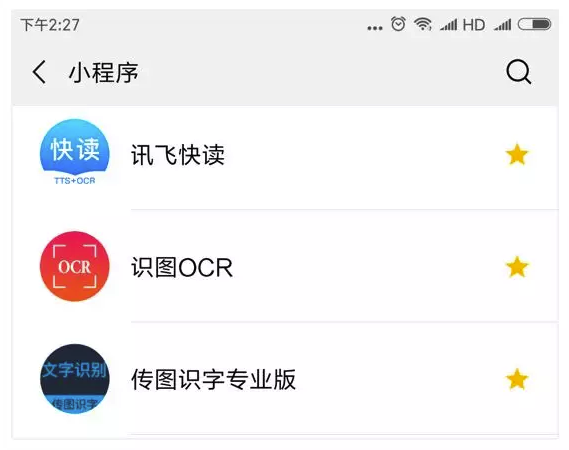 下午2:27 ... HD
小程序
快读
TTS+OCR
讯飞快读
OCR
识图OCR
文字识别
传图识字
传图识字专业版